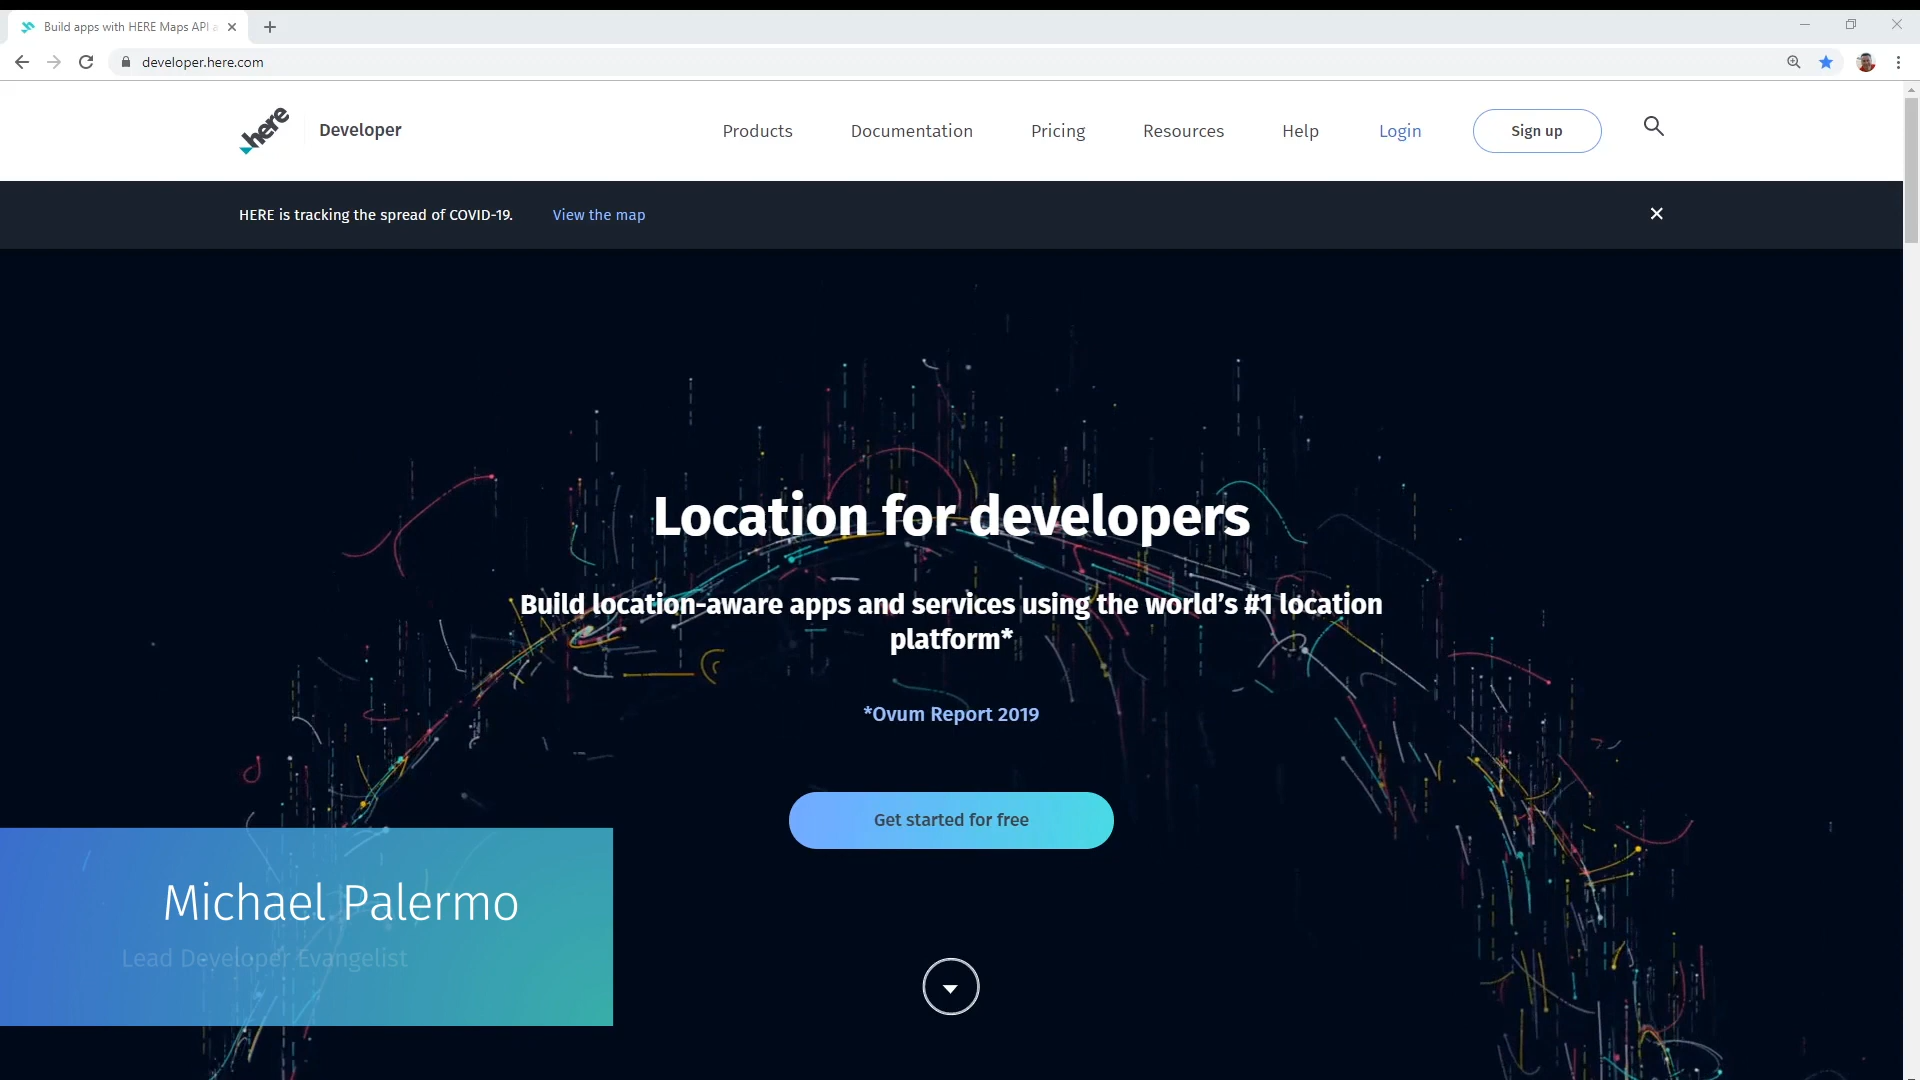 Build apps with HERE Maps API
developer.here.com
here
Developer
Products
Documentation
Pricing
Resources
Help
Login
Sign up
HERE is tracking the spread of COVID-19.
View the map
Location for developers
Build location-aware apps and services using the world’s #1 location
platform*
*Ovum Report 2019
Get started for free
Michael Palermo
Lead Developer Evangelist